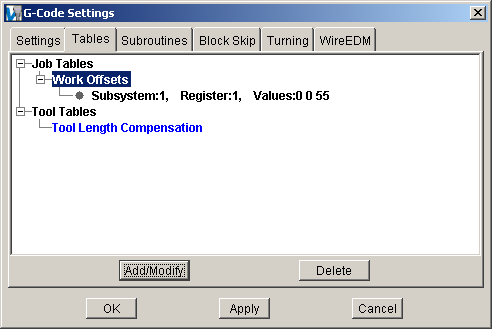 G-Code Settings
Settings Tables Subroutines Block Skip Turning WireEDM
Job Tables
Work Offsets
Subsystem:1, Register:1, Values:0 0 55
Tool Tables
Tool Length Compensation
Add/Modify Delete
OK Apply Cancel